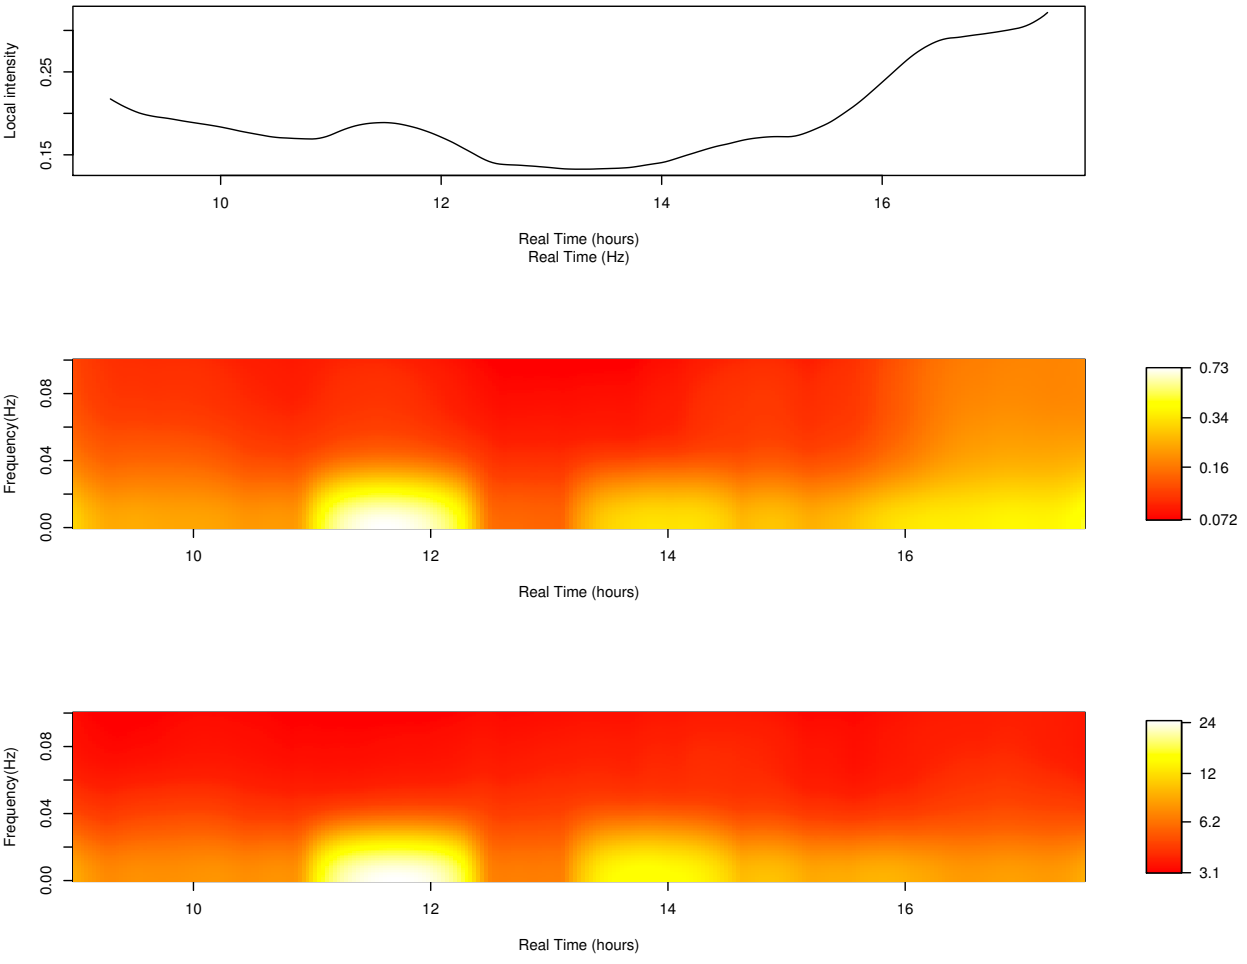 Local intensity
0.25
0.15
10 12 14 16
Real Time (hours)
Real Time (Hz)
Frequency(Hz)
0.08
0.04
0.00
10 12 14 16
Real Time (hours)
0.73
0.34
0.16
0.072
Frequency(Hz)
0.08
0.04
0.00
10 12 14 16
Real Time (hours)
24
12
6.2
3.1